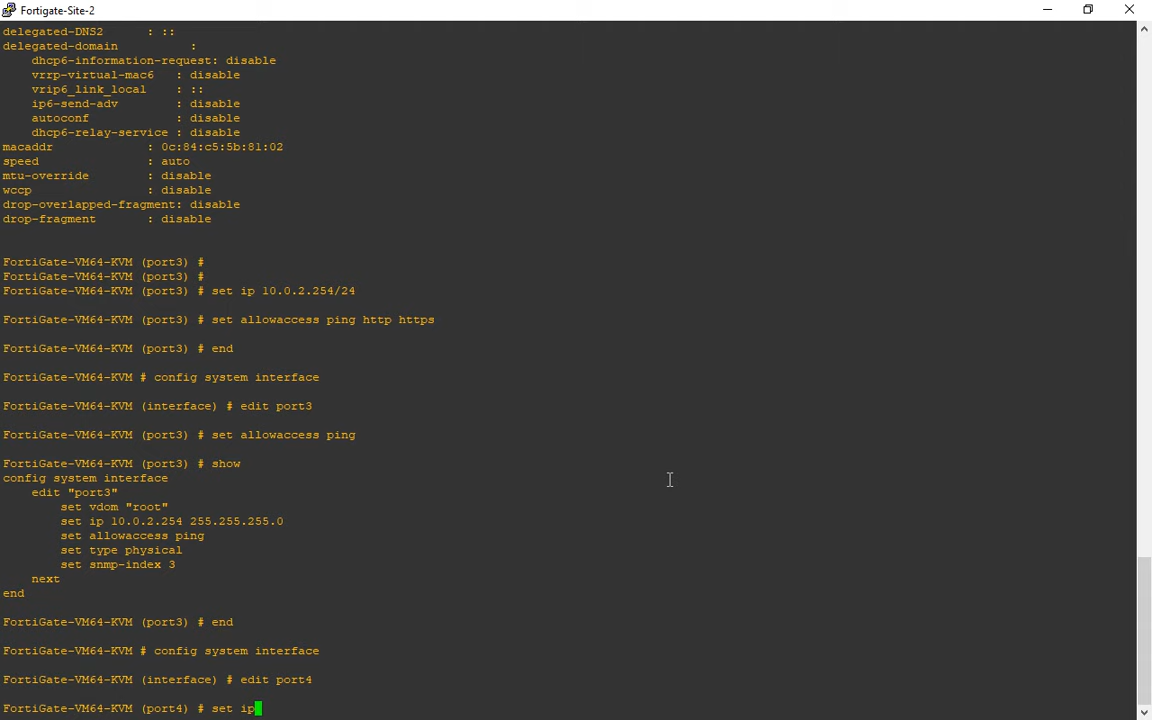 Fortigate-Site-2
delegated-DNS2      : ::
delegated-domain          :
    dhcp6-information-request: disable
    vrrp-virtual-mac6   : disable
    vrip6_link_local    : ::
    ip6-send-adv        : disable
    autoconf            : disable
    dhcp6-relay-service : disable
macaddr             : 0c:84:c5:5b:81:02
speed               : auto
mtu-override        : disable
wccp                : disable
drop-overlapped-fragment: disable
drop-fragment       : disable
FortiGate-VM64-KVM (port3) #
FortiGate-VM64-KVM (port3) #
FortiGate-VM64-KVM (port3) # set ip 10.0.2.254/24
FortiGate-VM64-KVM (port3) # set allowaccess ping http https
FortiGate-VM64-KVM (port3) # end
FortiGate-VM64-KVM # config system interface
FortiGate-VM64-KVM (interface) # edit port3
FortiGate-VM64-KVM (port3) # set allowaccess ping
FortiGate-VM64-KVM (port3) # show
config system interface
    edit "port3"
        set vdom "root"
        set ip 10.0.2.254 255.255.255.0
        set allowaccess ping
        set type physical
        set snmp-index 3
    next
end
FortiGate-VM64-KVM (port3) # end
FortiGate-VM64-KVM # config system interface
FortiGate-VM64-KVM (interface) # edit port4
FortiGate-VM64-KVM (port4) # set ip